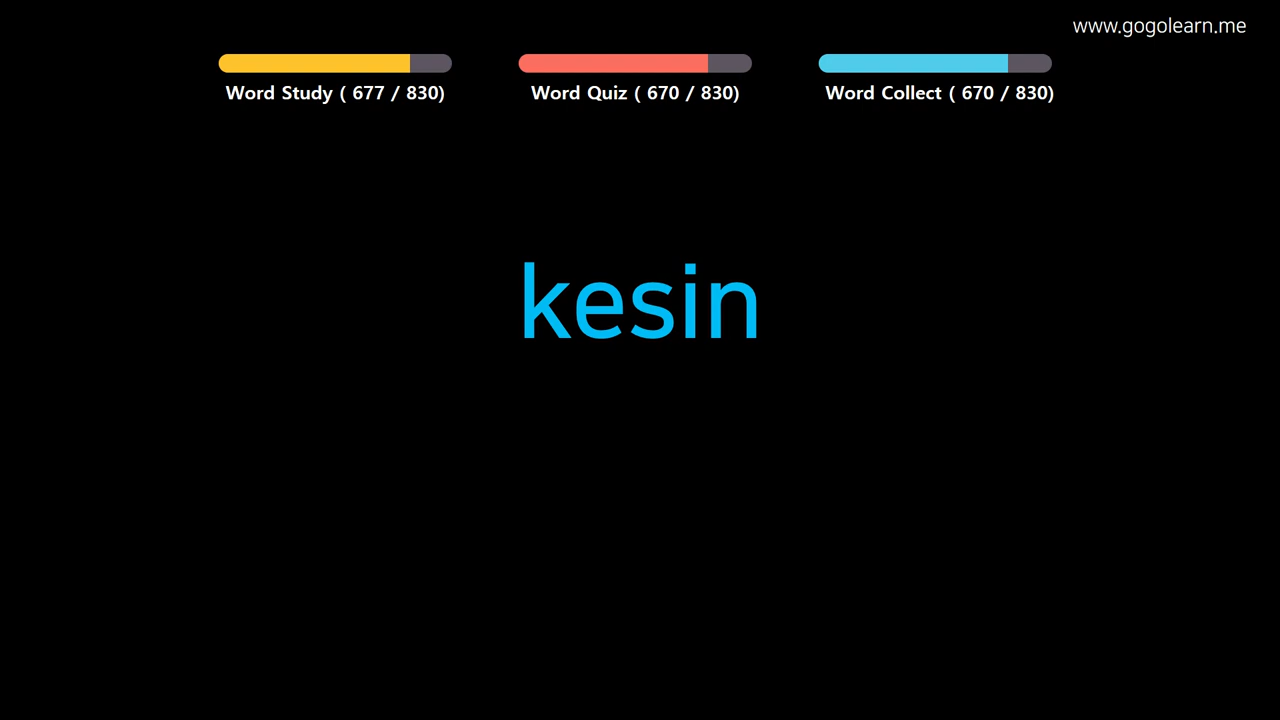 www.gogolearn.me
Word Study ( 677 / 830)
Word Quiz ( 670 / 830)
Word Collect ( 670 / 830)
kesin